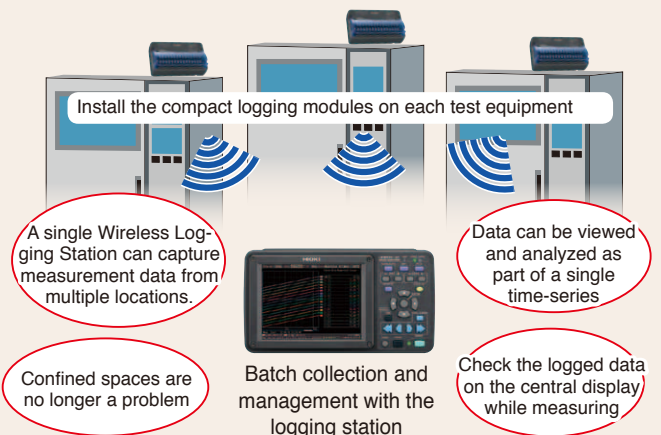 Install the compact logging modules on each test equipment
A single Wireless Log-
ging Station can capture
measurement data from
multiple locations.
Data can be viewed
and analyzed as
part of a single
time-series
Confined spaces are
no longer a problem
Batch collection and
management with the
logging station
Check the logged data
on the central display
while measuring